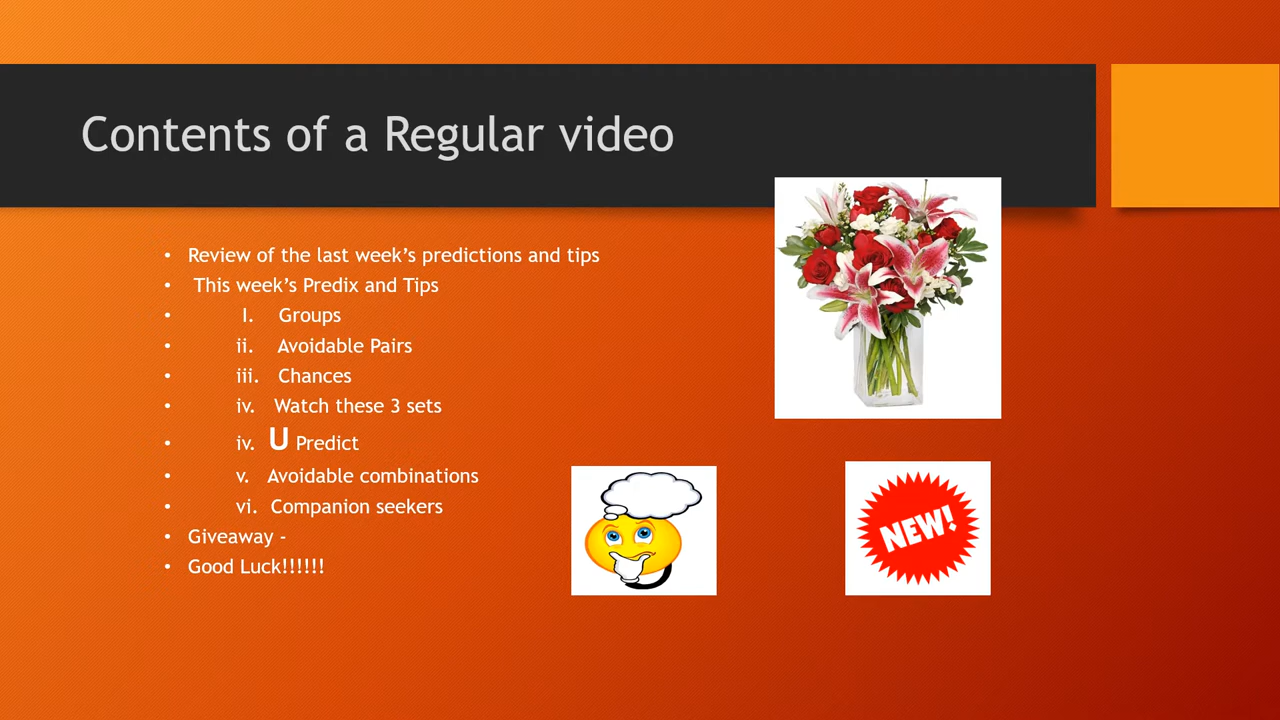 Contents of a Regular video
• Review of the last week’s predictions and tips
• This week’s Predix and Tips
• I. Groups
• ii. Avoidable Pairs
• iii. Chances
• iv. Watch these 3 sets
• iv. U Predict
• v. Avoidable combinations
• vi. Companion seekers
• Giveaway -
• Good Luck!!!!!!
NEW!